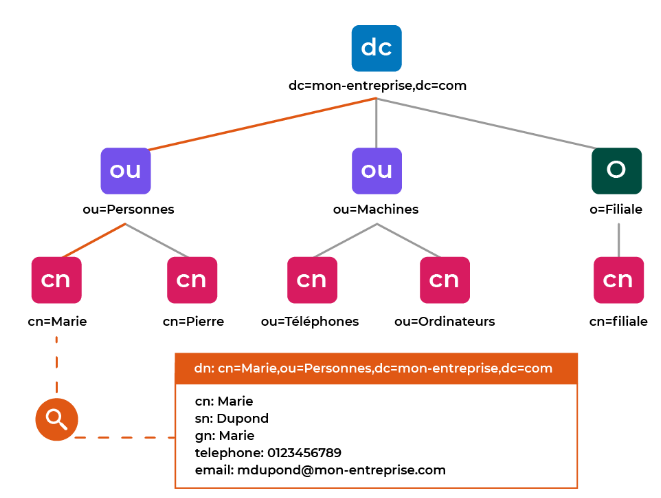 dc
dc=mon-entreprise,dc=com
ou
ou
O
ou=Personnes
ou=Machines
o=Filiale
cn
cn
cn
cn
cn
cn=Marie
cn=Pierre
ou=Téléphones
ou=Ordinateurs
cn=filiale
dn: cn=Marie,ou=Personnes,dc=mon-entreprise,dc=com
cn: Marie
sn: Dupond
gn: Marie
telephone: 0123456789
email: mdupond@mon-entreprise.com